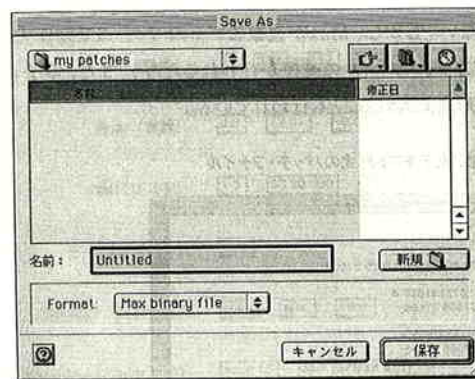 Save As
my patches
名前 修正日
名前： Untitled
新規
Format: Max binary file
キャンセル 保存